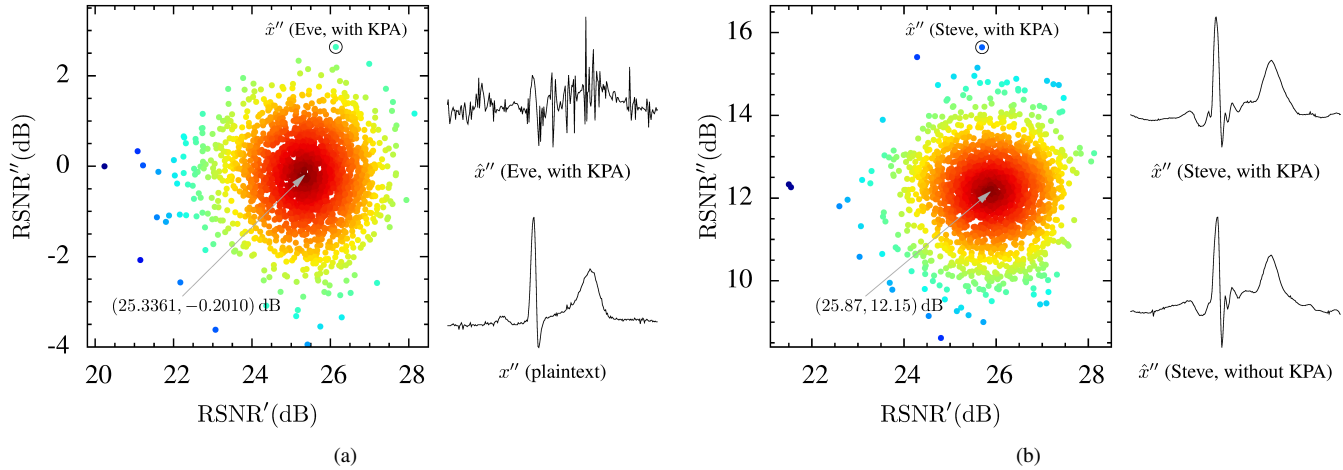 x̂″ (Eve, with KPA)
2
0
-2
-4
RSNR″(dB)
(25.3361, −0.2010) dB
20
22
24
26
28
RSNR′(dB)
x̂″ (Eve, with KPA)
x″ (plaintext)
(a)
x̂″ (Steve, with KPA)
16
14
12
10
RSNR″(dB)
(25.87, 12.15) dB
22
24
26
28
RSNR′(dB)
x̂″ (Steve, with KPA)
x̂″ (Steve, without KPA)
(b)